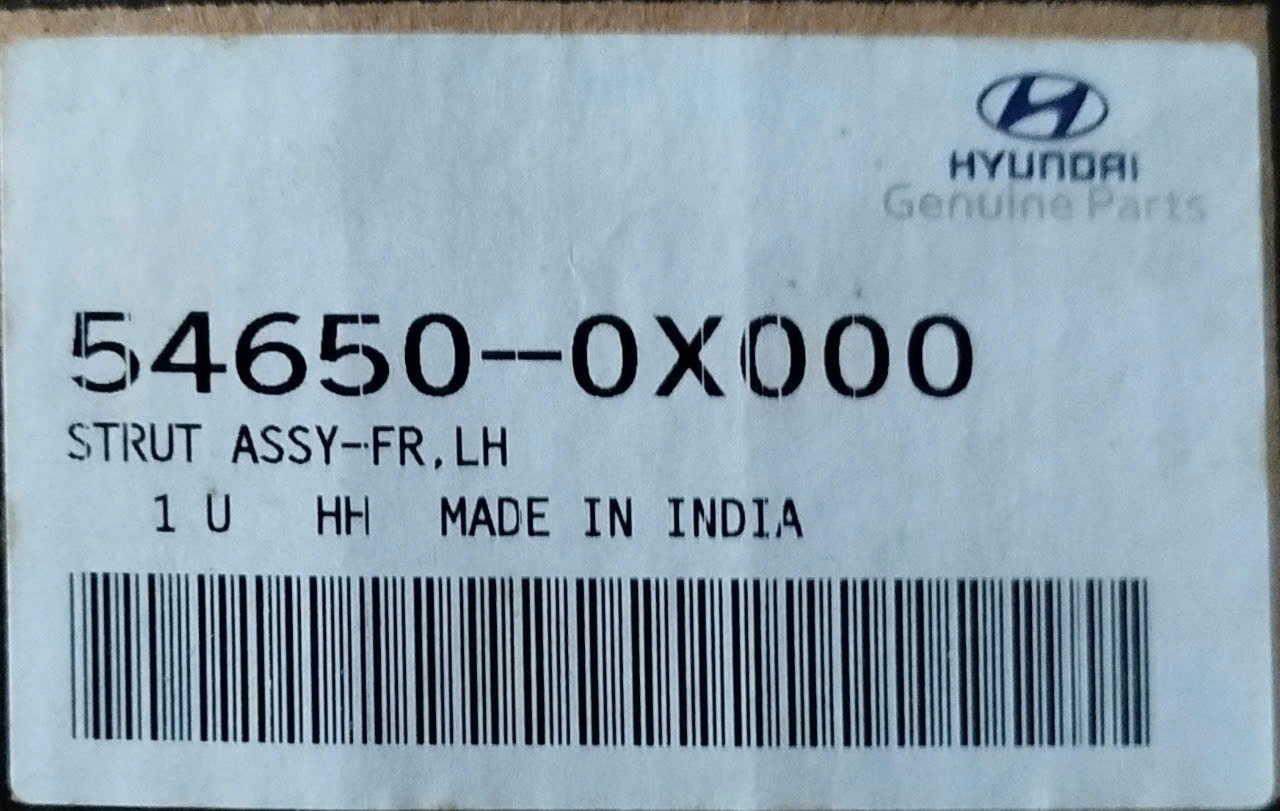 HYUNDAI
Genuine Parts
54650-0X000
STRUT ASSY-FR,LH
1 U HH MADE IN INDIA